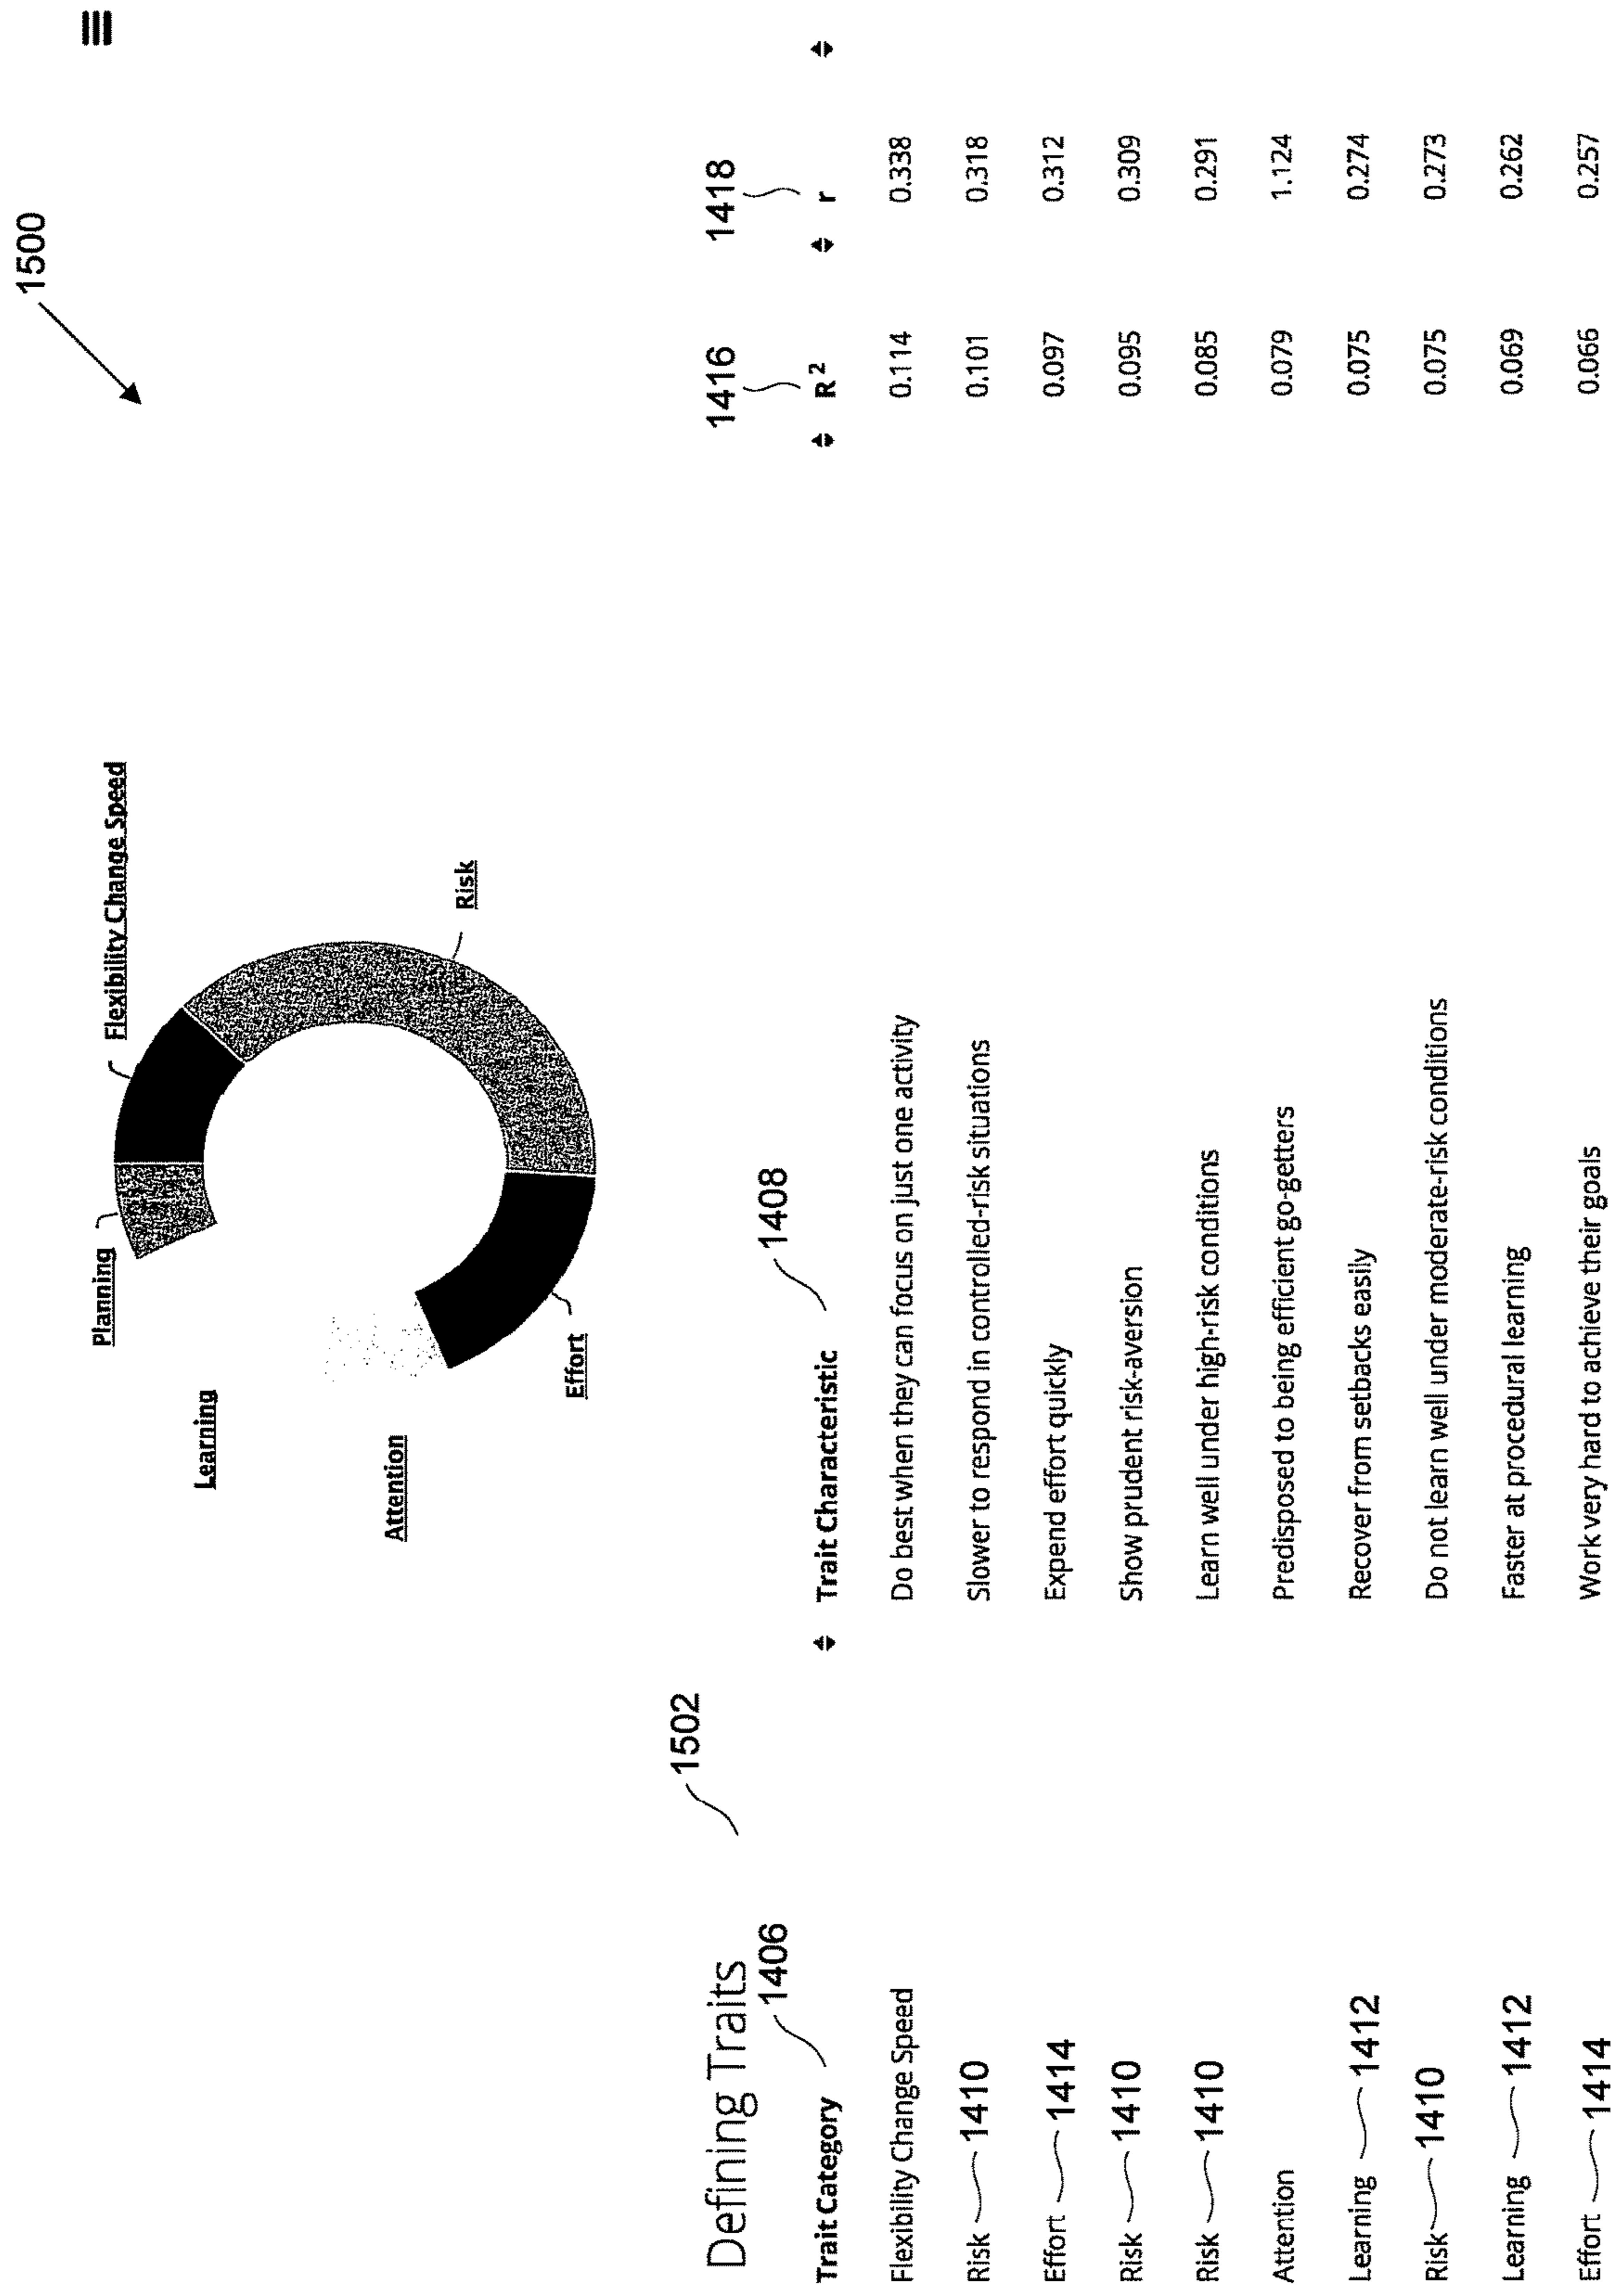 1500
Planning
Flexibility Change Speed
Learning
Risk
Attention
Effort
1502
Defining Traits
1406 1408 1416 1418
Trait Category Trait Characteristic R² r
Flexibility Change Speed Do best when they can focus on just one activity 0.114 0.338
Risk 1410 Slower to respond in controlled-risk situations 0.101 0.318
Effort 1414 Expend effort quickly 0.097 0.312
Risk 1410 Show prudent risk-aversion 0.095 0.309
Risk 1410 Learn well under high-risk conditions 0.085 0.291
Attention Predisposed to being efficient go-getters 0.079 1.124
Learning 1412 Recover from setbacks easily 0.075 0.274
Risk 1410 Do not learn well under moderate-risk conditions 0.075 0.273
Learning 1412 Faster at procedural learning 0.069 0.262
Effort 1414 Work very hard to achieve their goals 0.066 0.257